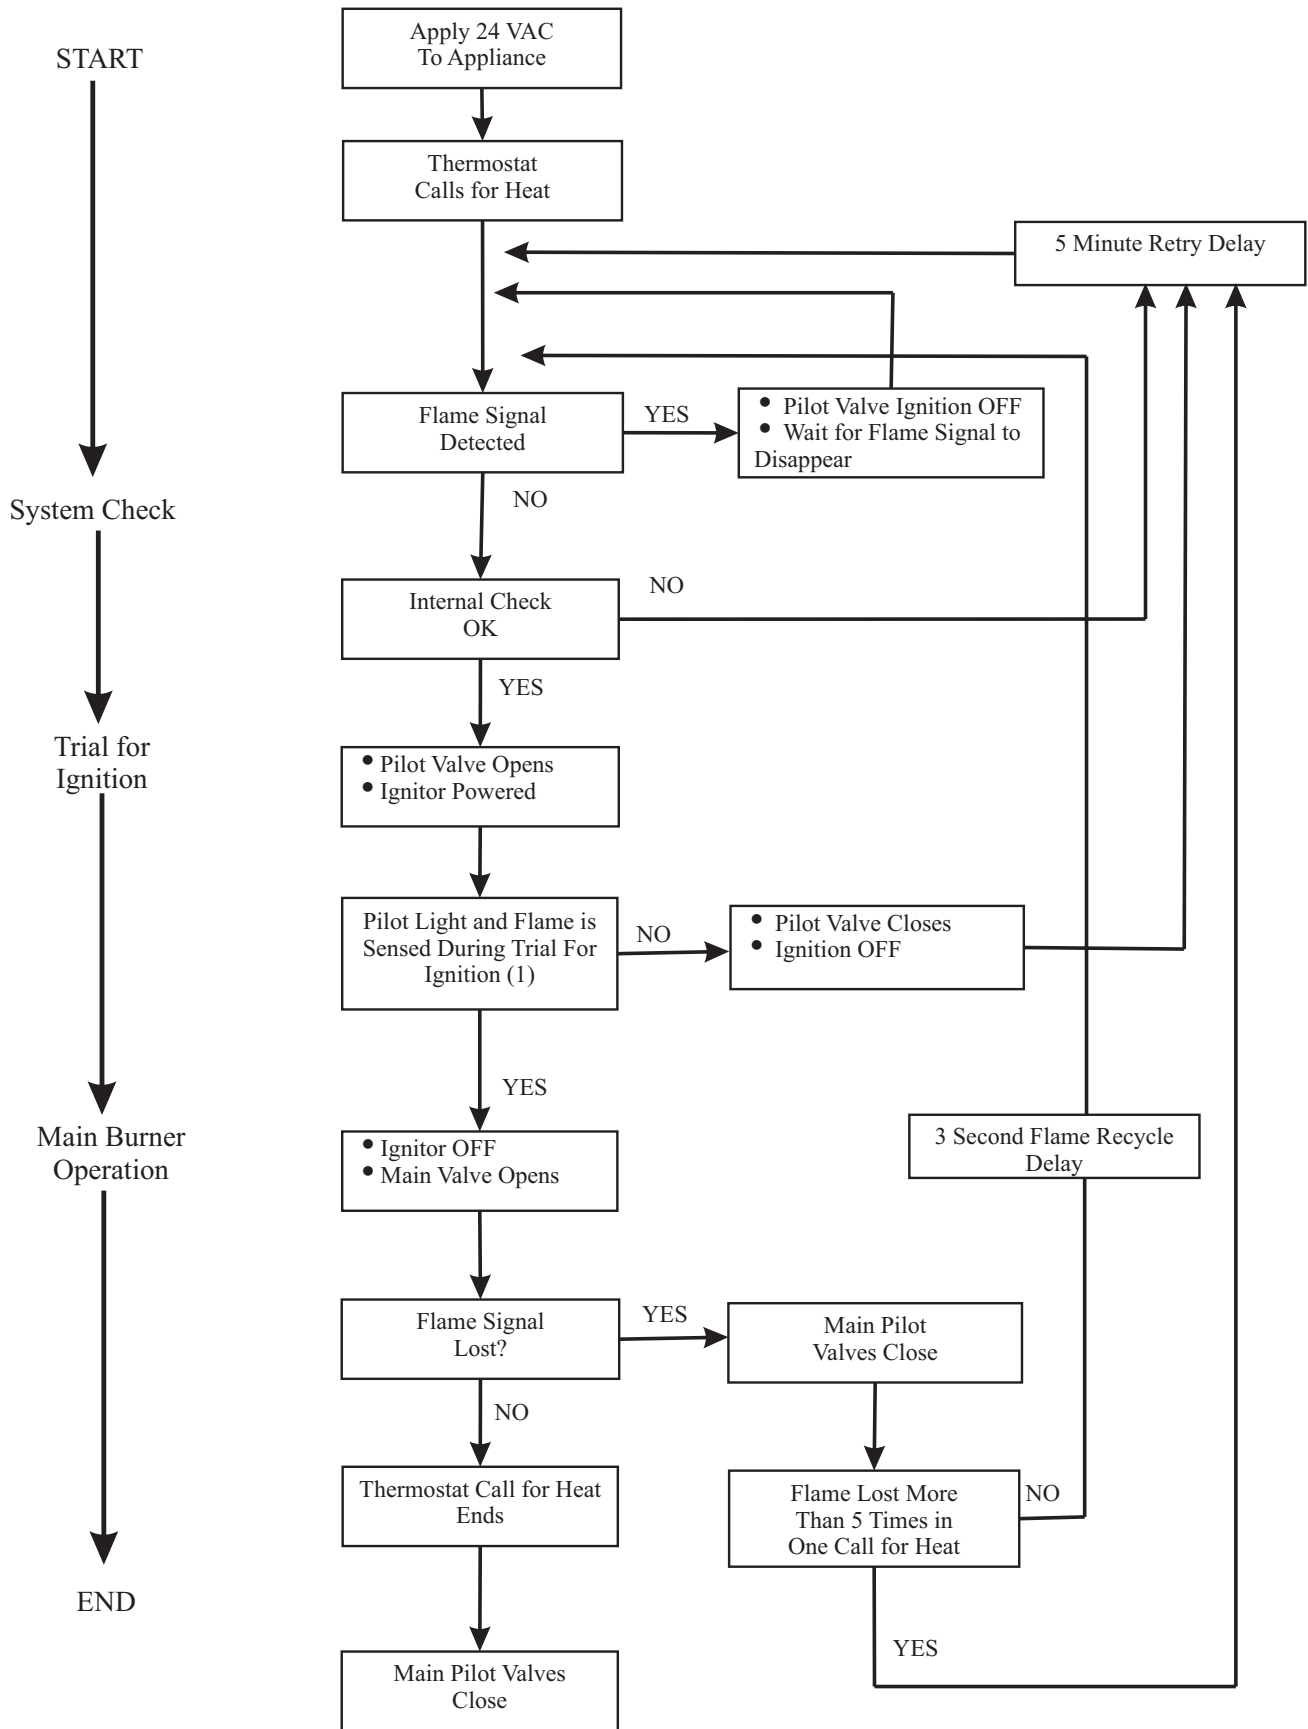 START
Apply 24 VAC
To Appliance
Thermostat
Calls for Heat
5 Minute Retry Delay
Flame Signal
Detected
YES
• Pilot Valve Ignition OFF
• Wait for Flame Signal to
Disappear
NO
System Check
Internal Check
OK
NO
YES
Trial for
Ignition
• Pilot Valve Opens
• Ignitor Powered
Pilot Light and Flame is
Sensed During Trial For
Ignition (1)
NO
• Pilot Valve Closes
• Ignition OFF
YES
Main Burner
Operation
• Ignitor OFF
• Main Valve Opens
3 Second Flame Recycle
Delay
Flame Signal
Lost?
YES
Main Pilot
Valves Close
NO
Thermostat Call for Heat
Ends
Flame Lost More
Than 5 Times in
One Call for Heat
NO
END
YES
Main Pilot Valves
Close